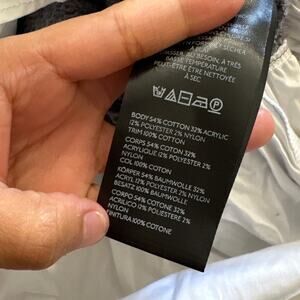 À TRÈS
BASSE TEMPÉRATURE
PEUT-ÊTRE NETTOYÉE
À SEC
BODY 54% COTTON 32% ACRYLIC
12% POLYESTER 2% NYLON
TRIM 100% COTTON
CORPS 54% COTON 32%
ACRYLIQUE 12% POLYESTER 2% NYLON
COL 100% COTON
KÖRPER 54% BAUMWOLLE 32%
ACRYL 12% POLYESTER 2% NYLON
BESATZ 100% BAUMWOLLE
CORPO 54% COTONE 32%
ACRILICO 12% POLIESTERE 2%
NYLON
FINITURA 100% COTONE